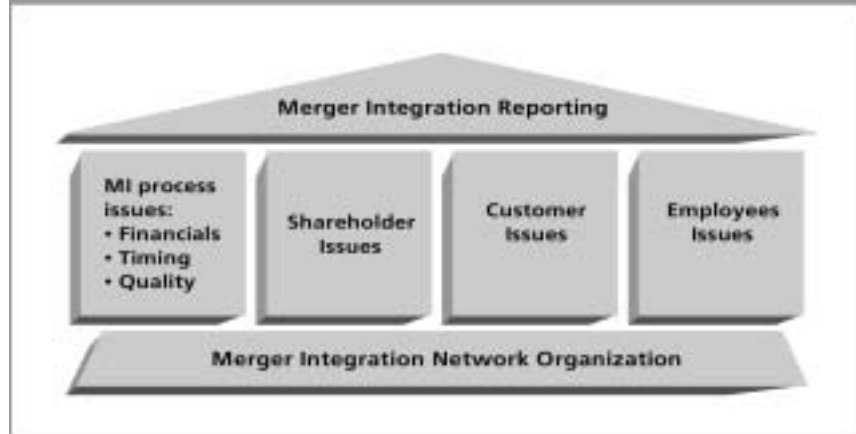 Merger Integration Reporting
MI process
issues:
• Financials
• Timing
• Quality
Shareholder
Issues
Customer
Issues
Employees
Issues
Merger Integration Network Organization